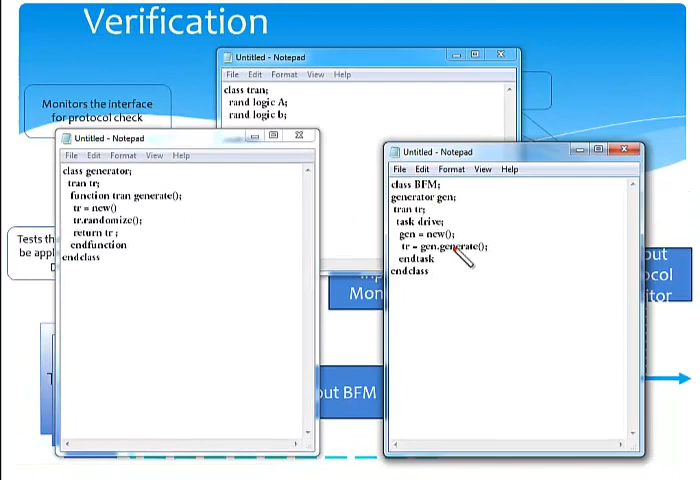 Verification
Monitors the interface
for protocol check
Untitled - Notepad
File Edit Format View Help
class tran;
rand logic A;
rand logic b;
Untitled - Notepad
File Edit Format View Help
class generator;
tran tr;
function tran generate();
tr = new()
tr.randomize();
return tr ;
endfunction
endclass
Untitled - Notepad
File Edit Format View Help
class BFM;
generator gen;
tran tr;
task drive;
gen = new();
tr = gen.generate();
endtask
endclass
Tests th
be appl
Mon
out
ocol
itor
T
out BFM